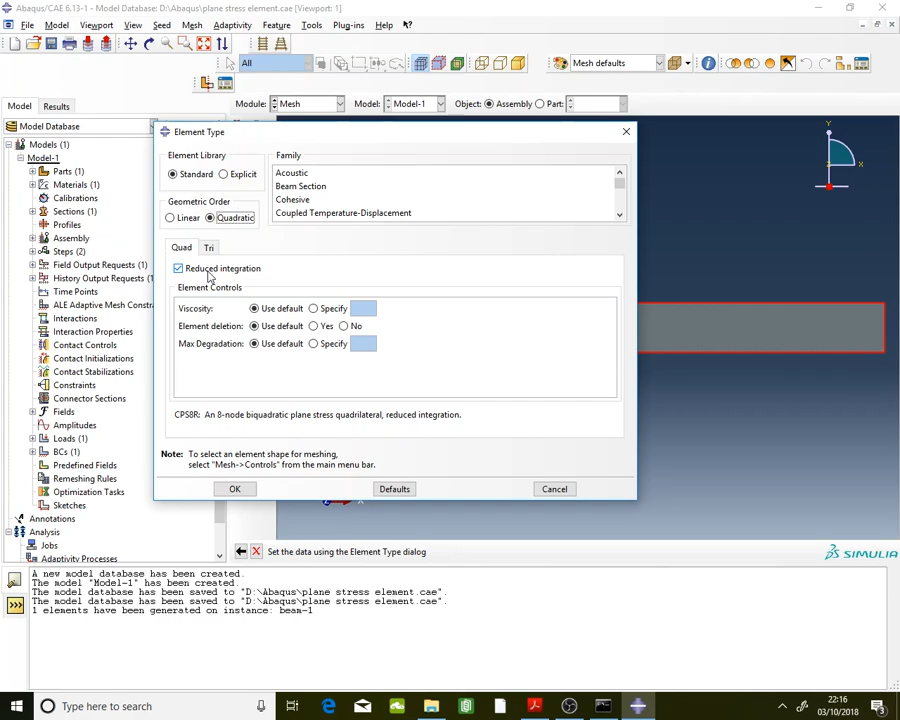 Abaqus/CAE 6.13-1 - Model Database: D:\Abaqus\plane stress element.cae [Viewport: 1]
File Model Viewport View Seed Mesh Adaptivity Feature Tools Plug-ins Help
All
Mesh defaults
Model Results
Module: Mesh Model: Model-1 Object: Assembly Part:
Model Database
Models (1)
Model-1
Parts (1)
Materials (1)
Calibrations
Sections (1)
Profiles
Assembly
Steps (2)
Field Output Requests (1)
History Output Requests (1
Time Points
ALE Adaptive Mesh Constra
Interactions
Interaction Properties
Contact Controls
Contact Initializations
Contact Stabilizations
Constraints
Connector Sections
Fields
Amplitudes
Loads (1)
BCs (1)
Predefined Fields
Remeshing Rules
Optimization Tasks
Sketches
Annotations
Analysis
Jobs
Adaptivity Processes
Element Type
Element Library
Standard Explicit
Geometric Order
Linear Quadratic
Family
Acoustic
Beam Section
Cohesive
Coupled Temperature-Displacement
Quad Tri
Reduced integration
Element Controls
Viscosity: Use default Specify
Element deletion: Use default Yes No
Max Degradation: Use default Specify
CPS8R: An 8-node biquadratic plane stress quadrilateral, reduced integration.
Note: To select an element shape for meshing,
select "Mesh->Controls" from the main menu bar.
OK Defaults Cancel
Y
X
Set the data using the Element Type dialog
SIMULIA
A new model database has been created.
The model "Model-1" has been created.
The model database has been saved to "D:\Abaqus\plane stress element.cae".
The model database has been saved to "D:\Abaqus\plane stress element.cae".
1 elements have been generated on instance: beam-1
Type here to search
22:16
03/10/2018